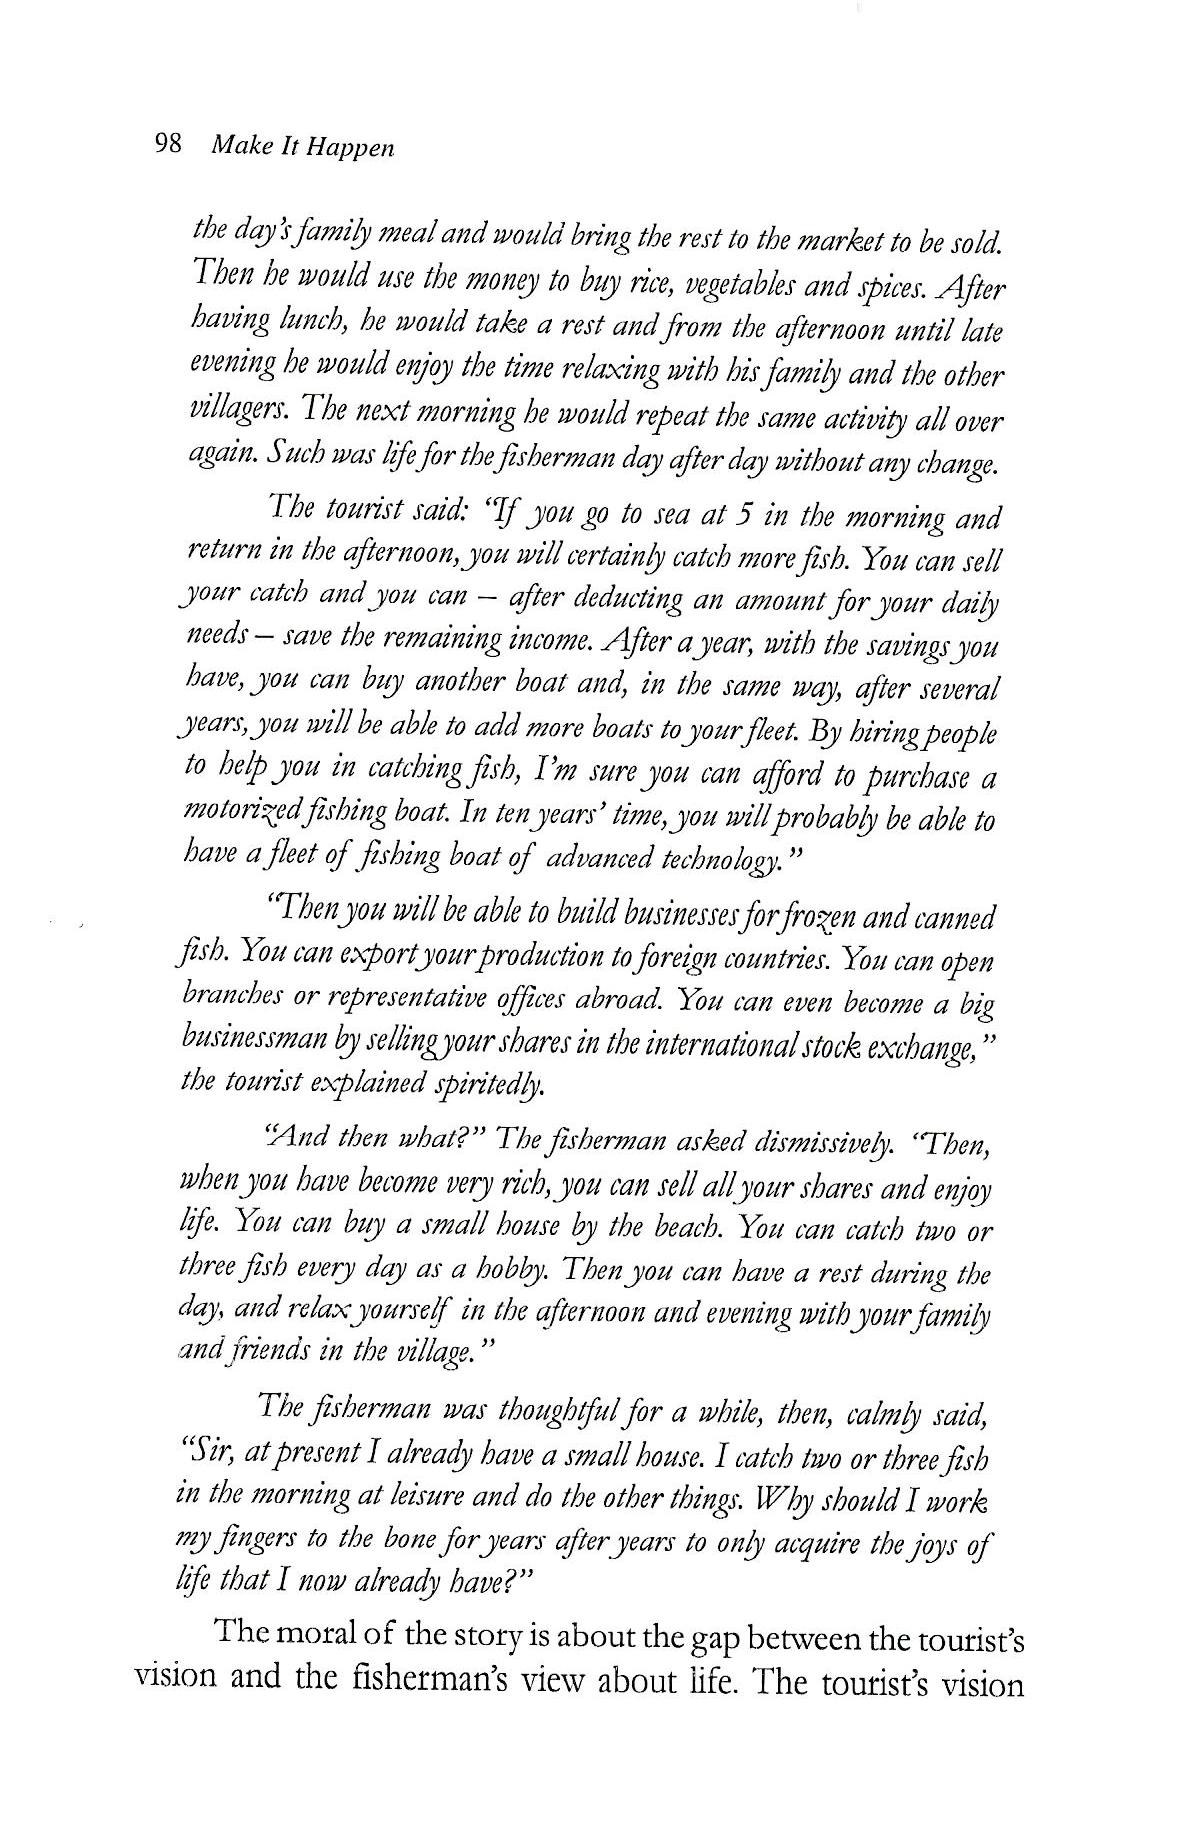 98 Make It Happen
the day's family meal and would bring the rest to the market to be sold.
Then he would use the money to buy rice, vegetables and spices. After
having lunch, he would take a rest and from the afternoon until late
evening he would enjoy the time relaxing with his family and the other
villagers. The next morning he would repeat the same activity all over
again. Such was life for the fisherman day after day without any change.
The tourist said: “If you go to sea at 5 in the morning and
return in the afternoon, you will certainly catch more fish. You can sell
your catch and you can – after deducting an amount for your daily
needs – save the remaining income. After a year, with the savings you
have, you can buy another boat and, in the same way, after several
years, you will be able to add more boats to your fleet. By hiring people
to help you in catching fish, I'm sure you can afford to purchase a
motorized fishing boat. In ten years' time, you will probably be able to
have a fleet of fishing boat of advanced technology.”
“Then you will be able to build businesses for frozen and canned
fish. You can export your production to foreign countries. You can open
branches or representative offices abroad. You can even become a big
businessman by selling your shares in the international stock exchange,”
the tourist explained spiritedly.
“And then what?” The fisherman asked dismissively. “Then,
when you have become very rich, you can sell all your shares and enjoy
life. You can buy a small house by the beach. You can catch two or
three fish every day as a hobby. Then you can have a rest during the
day, and relax yourself in the afternoon and evening with your family
and friends in the village.”
The fisherman was thoughtful for a while, then, calmly said,
“Sir, at present I already have a small house. I catch two or three fish
in the morning at leisure and do the other things. Why should I work
my fingers to the bone for years after years to only acquire the joys of
life that I now already have?”
The moral of the story is about the gap between the tourist's
vision and the fisherman's view about life. The tourist's vision